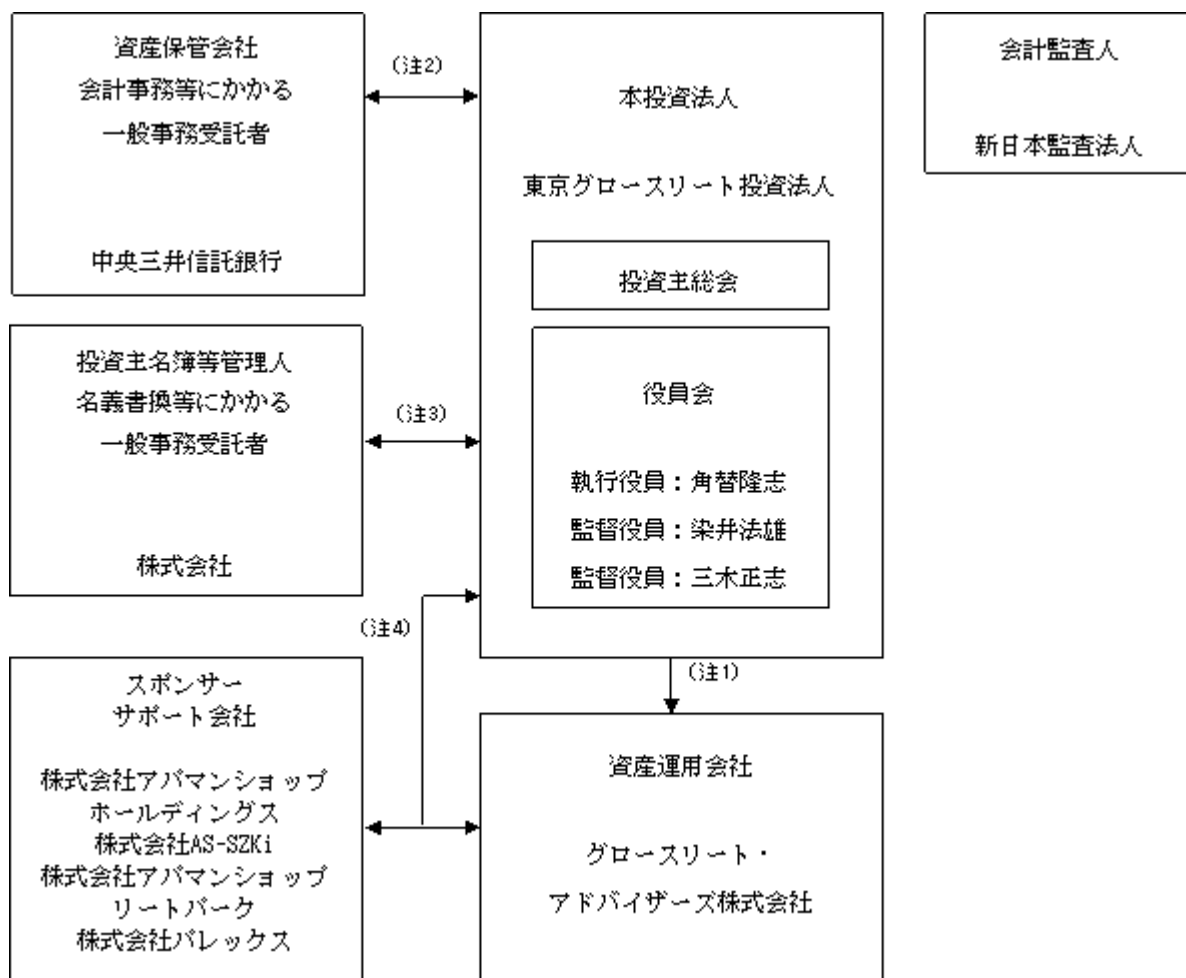 資産保管会社
会計事務等にかかる
一般事務受託者
中央三井信託銀行
(注2)
本投資法人
東京グロースリート投資法人
投資主総会
役員会
執行役員：角替隆志
監督役員：染井法雄
監督役員：三木正志
会計監査人
新日本監査法人
投資主名簿等管理人
名義書換等にかかる
一般事務受託者
株式会社
(注3)
(注4)
(注1)
スポンサー
サポート会社
株式会社アパマンショップ
ホールディングス
株式会社AS-SZKi
株式会社アパマンショップ
リートパーク
株式会社パレックス
資産運用会社
グロースリート・
アドバイザーズ株式会社